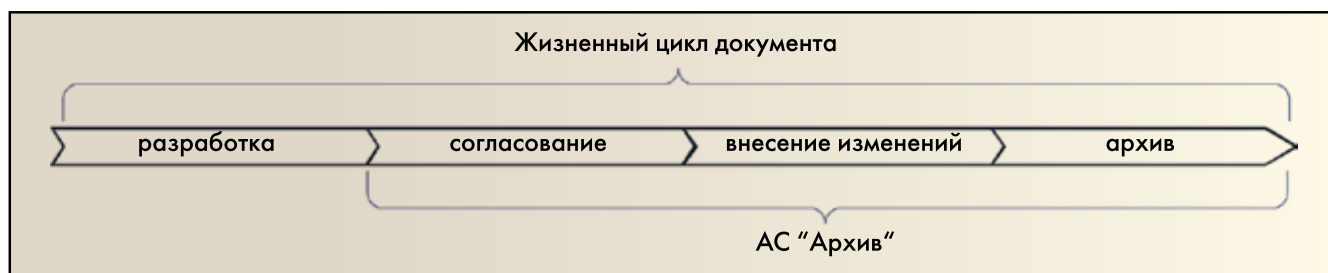 Жизненный цикл документа
разработка согласование внесение изменений архив
АС “Архив“